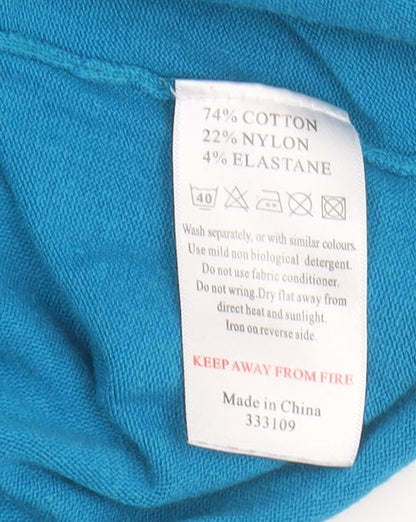 74% COTTON
22% NYLON
4% ELASTANE
40
Wash separately, or with similar colours.
Use mild non biological detergent.
Do not use fabric conditioner.
Do not wring.Dry flat away from
direct heat and sunlight.
Iron on reverse side.
KEEP AWAY FROM FIRE
Made in China
333109